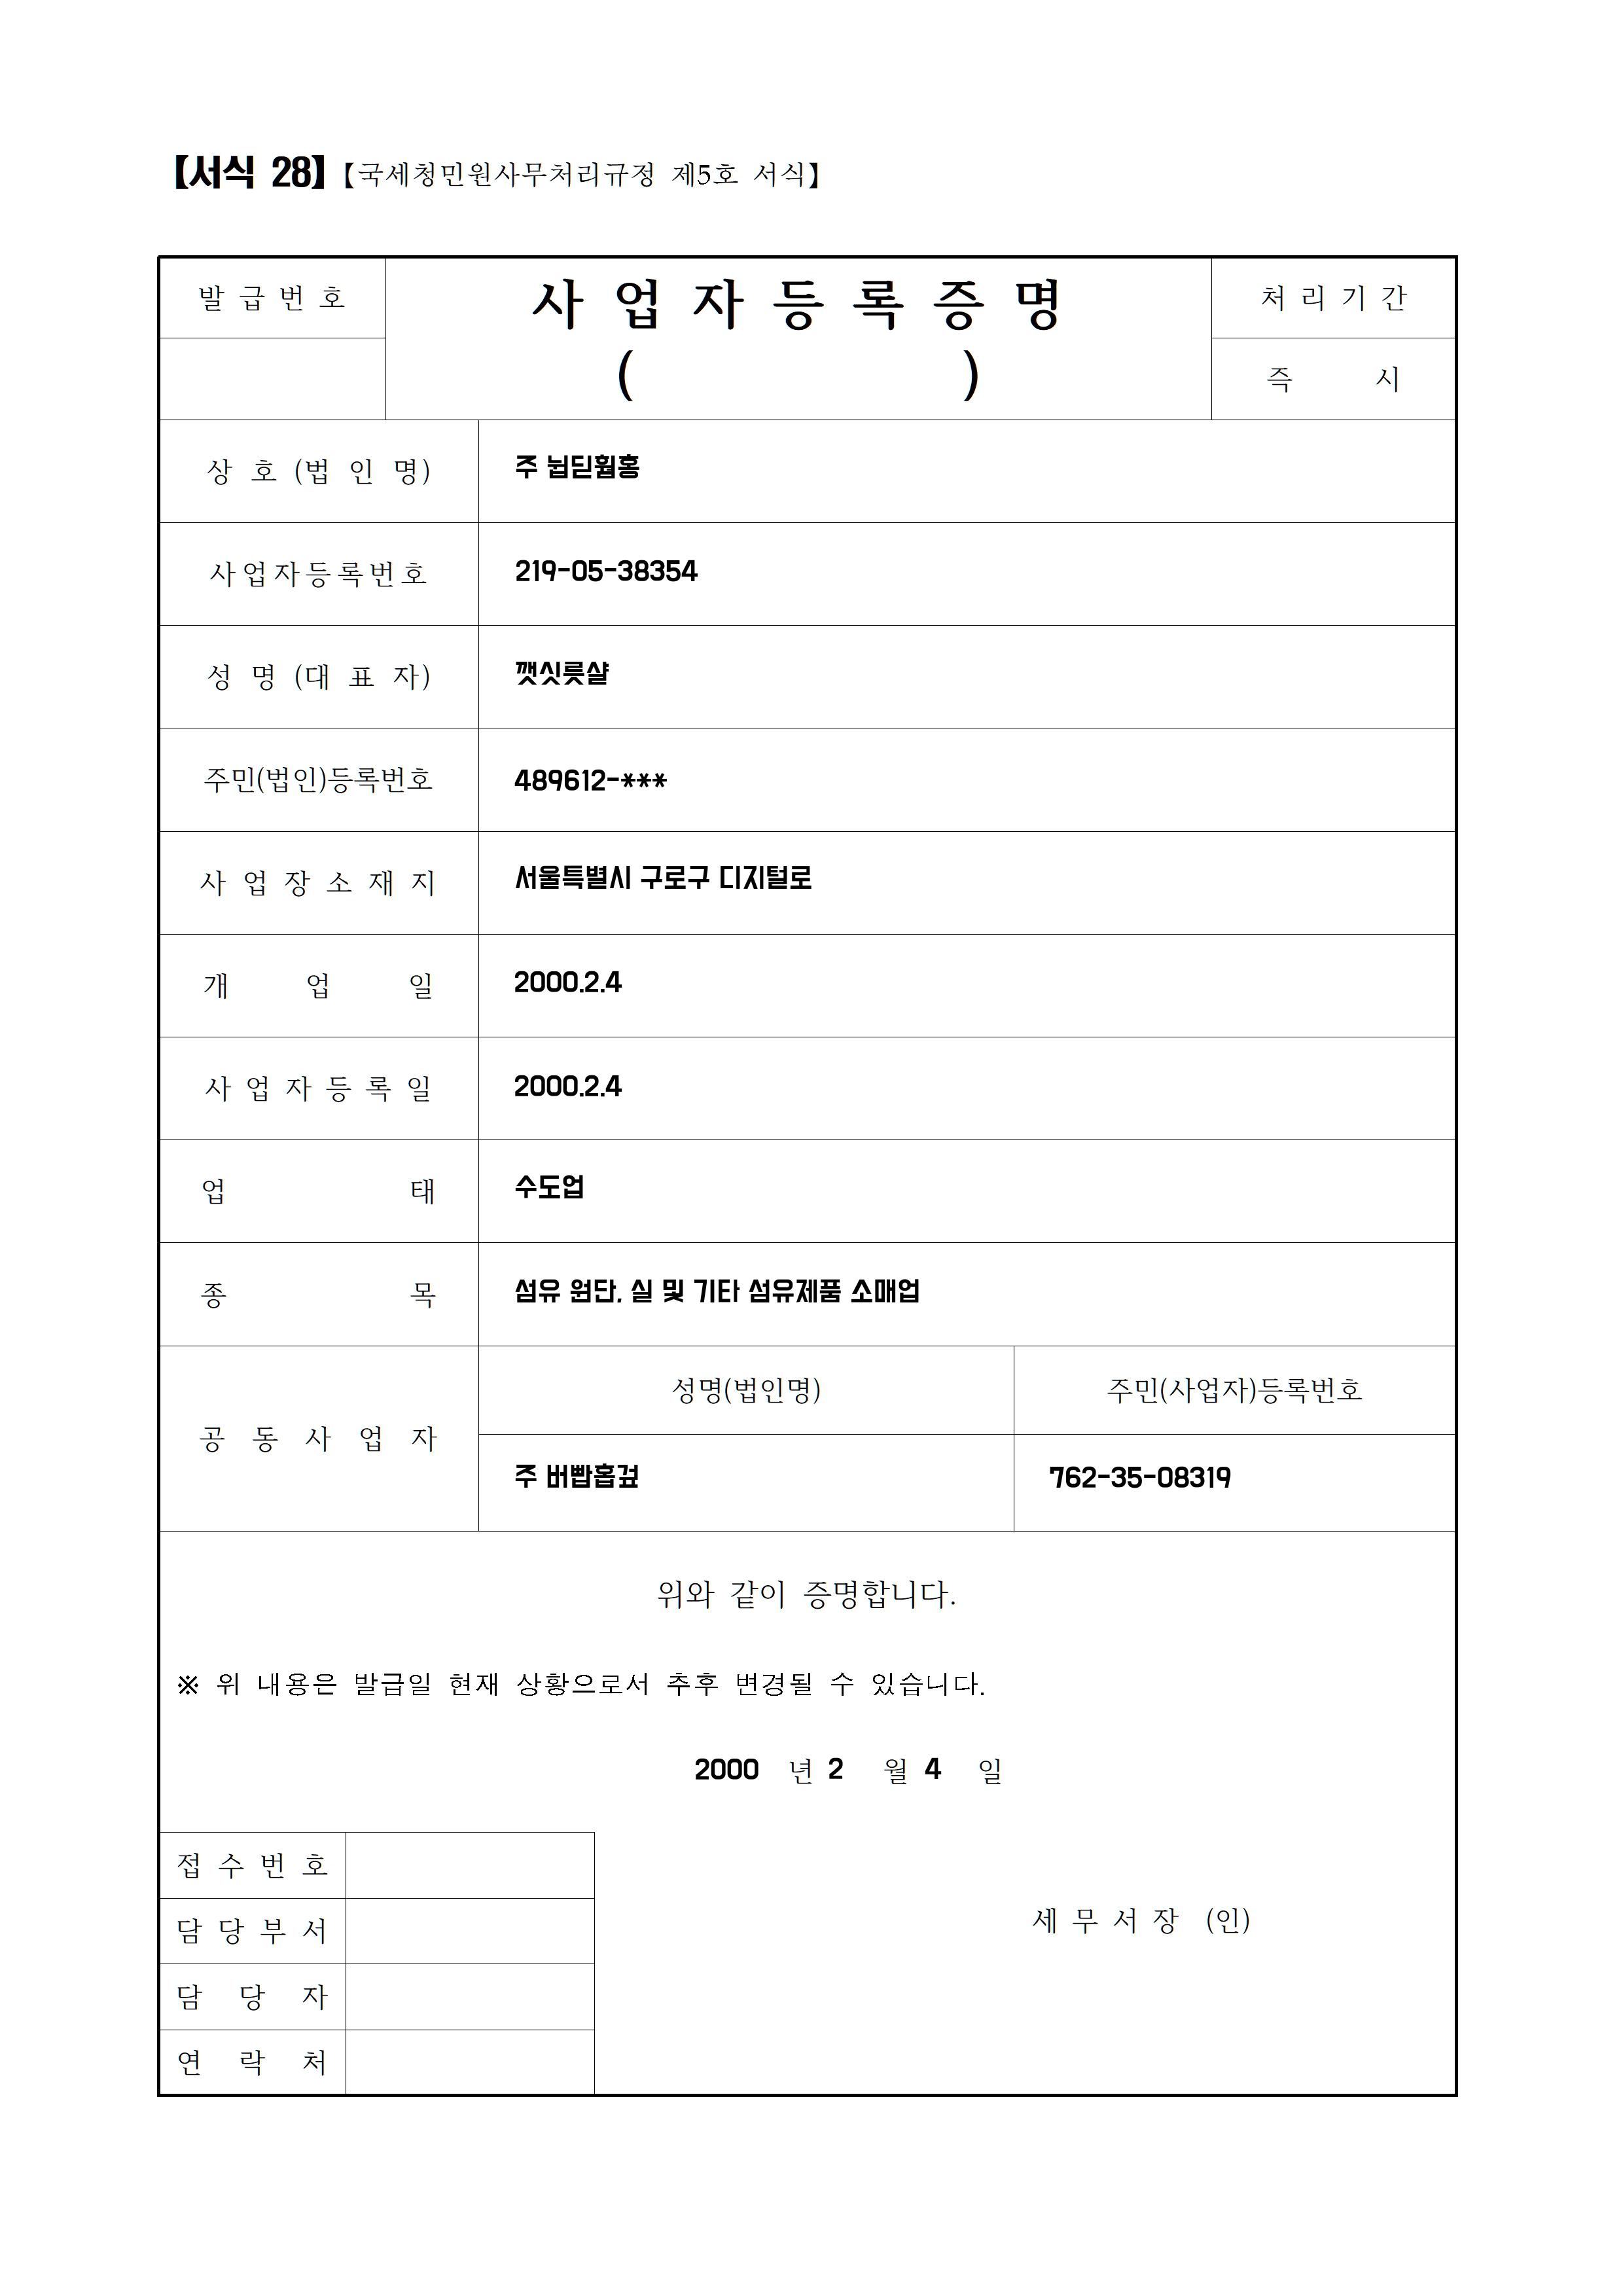 【서식 28】【국세청민원사무처리규정 제5호 서식】
발급번호
사업자등록증명
( )
처리기간
즉 시
상 호 (법 인 명)
주 뉩딛훰홍
사업자등록번호
219-05-38354
성 명 (대 표 자)
깻싯릇샬
주민(법인)등록번호
489612-***
사업장소재지
서울특별시 구로구 디지털로
개 업 일
2000.2.4
사업자등록일
2000.2.4
업 태
수도업
종 목
섬유 원단, 실 및 기타 섬유제품 소매업
공동사업자
성명(법인명)
주민(사업자)등록번호
주 버빱홉겊
762-35-08319
위와 같이 증명합니다.
※ 위 내용은 발급일 현재 상황으로서 추후 변경될 수 있습니다.
2000 년 2 월 4 일
접수번호
담당부서
세무서장 (인)
담 당 자
연 락 처